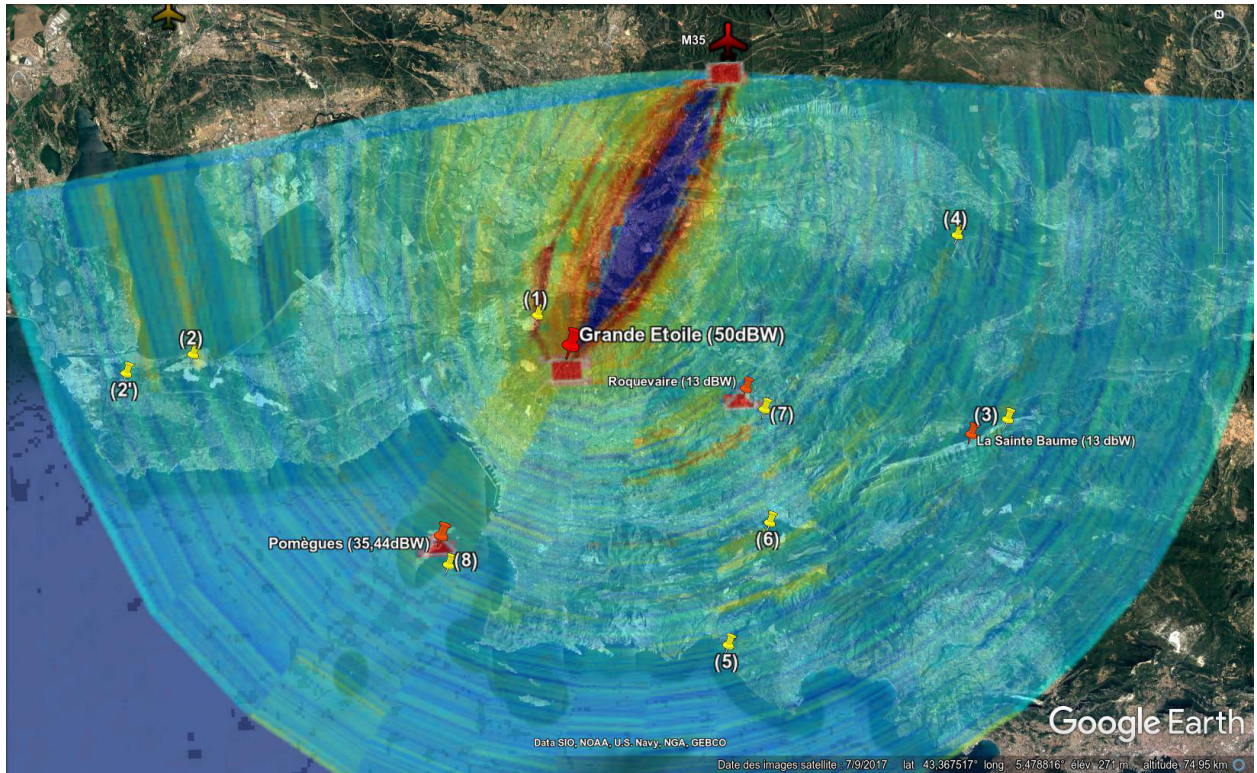 M35
N
(4)
(1)
Grande Etoile (50dBW)
(2)
(2')
Roquevaire (13 dBW)
(7)
(3)
La Sainte Baume (13 dbW)
(6)
Pomègues (35,44dBW)
(8)
(5)
Google Earth
Data SIO, NOAA, U.S. Navy, NGA, GEBCO
Date des images satellite : 7/9/2017 lat 43,367517° long 5,478816° élév 271 m altitude 74.95 km